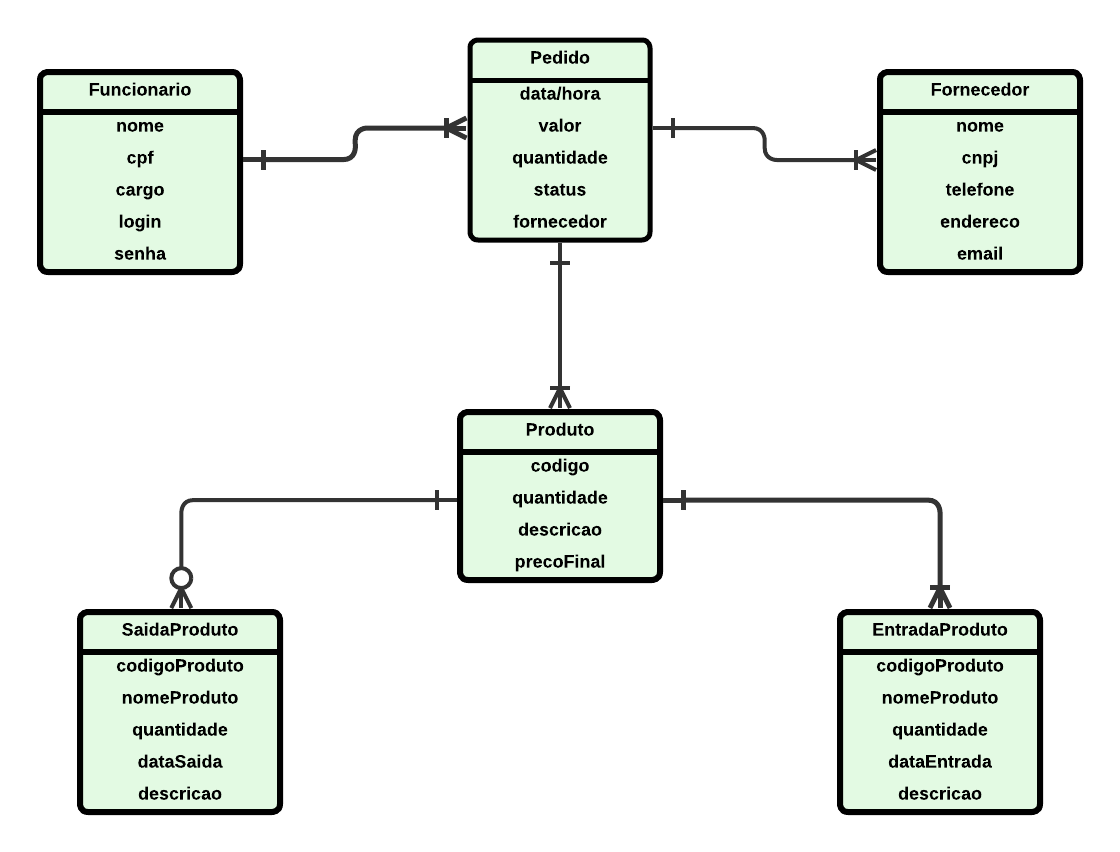 Funcionario
nome
cpf
cargo
login
senha
Pedido
data/hora
valor
quantidade
status
fornecedor
Fornecedor
nome
cnpj
telefone
endereco
email
Produto
codigo
quantidade
descricao
precoFinal
SaidaProduto
codigoProduto
nomeProduto
quantidade
dataSaida
descricao
EntradaProduto
codigoProduto
nomeProduto
quantidade
dataEntrada
descricao